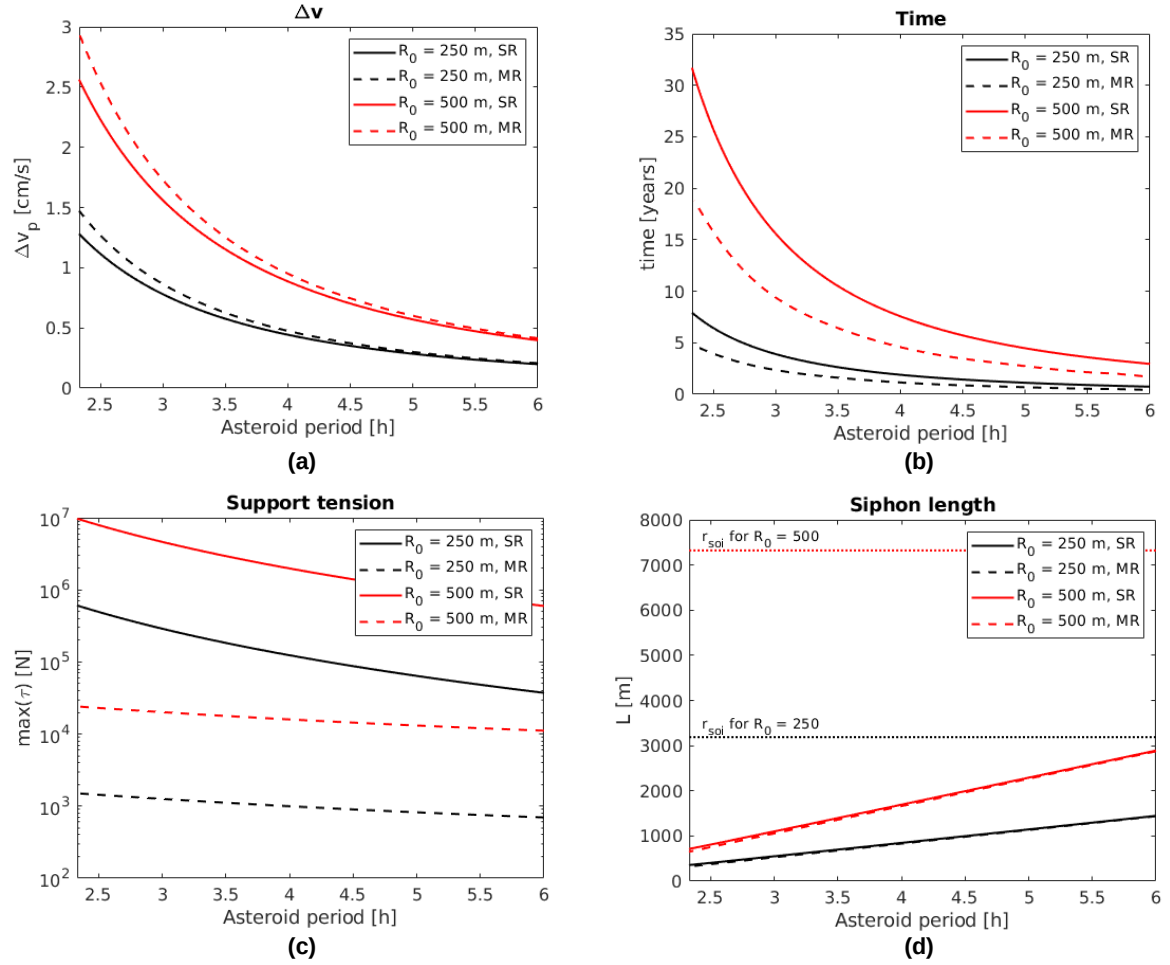 Δv
3
2.5
2
1.5
1
0.5
0
Δv_p [cm/s]
R_0 = 250 m, SR
R_0 = 250 m, MR
R_0 = 500 m, SR
R_0 = 500 m, MR
2.5 3 3.5 4 4.5 5 5.5 6
Asteroid period [h]
(a)
Time
35
30
25
20
15
10
5
0
time [years]
R_0 = 250 m, SR
R_0 = 250 m, MR
R_0 = 500 m, SR
R_0 = 500 m, MR
2.5 3 3.5 4 4.5 5 5.5 6
Asteroid period [h]
(b)
Support tension
10^7
10^6
10^5
10^4
10^3
10^2
max(τ) [N]
R_0 = 250 m, SR
R_0 = 250 m, MR
R_0 = 500 m, SR
R_0 = 500 m, MR
2.5 3 3.5 4 4.5 5 5.5 6
Asteroid period [h]
(c)
Siphon length
8000
7000
6000
5000
4000
3000
2000
1000
0
L [m]
r_soi for R_0 = 500
R_0 = 250 m, SR
R_0 = 250 m, MR
R_0 = 500 m, SR
R_0 = 500 m, MR
r_soi for R_0 = 250
2.5 3 3.5 4 4.5 5 5.5 6
Asteroid period [h]
(d)